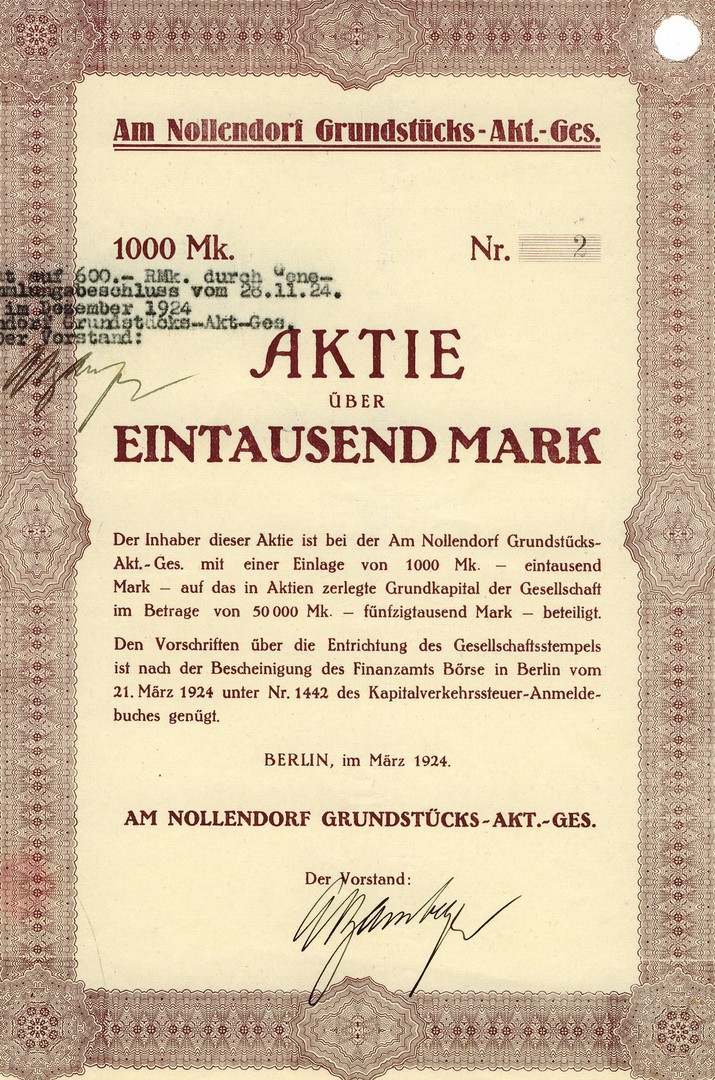 Am Nollendorf Grundstücks-Akt.-Ges.
1000 Mk.
Nr. 2
auf 600.- RMk. durch Gene-
beschluss vom 28.11.24.
im Dezember 1924
Grundstücks-Akt-Ges.
Vorstand:
AKTIE
ÜBER
EINTAUSEND MARK
Der Inhaber dieser Aktie ist bei der Am Nollendorf Grundstücks-
Akt.-Ges. mit einer Einlage von 1000 Mk. — eintausend
Mark — auf das in Aktien zerlegte Grundkapital der Gesellschaft
im Betrage von 50 000 Mk. — fünfzigtausend Mark — beteiligt.
Den Vorschriften über die Entrichtung des Gesellschaftsstempels
ist nach der Bescheinigung des Finanzamts Börse in Berlin vom
21. März 1924 unter Nr. 1442 des Kapitalverkehrssteuer-Anmelde-
buches genügt.
BERLIN, im März 1924.
AM NOLLENDORF GRUNDSTÜCKS-AKT.-GES.
Der Vorstand: